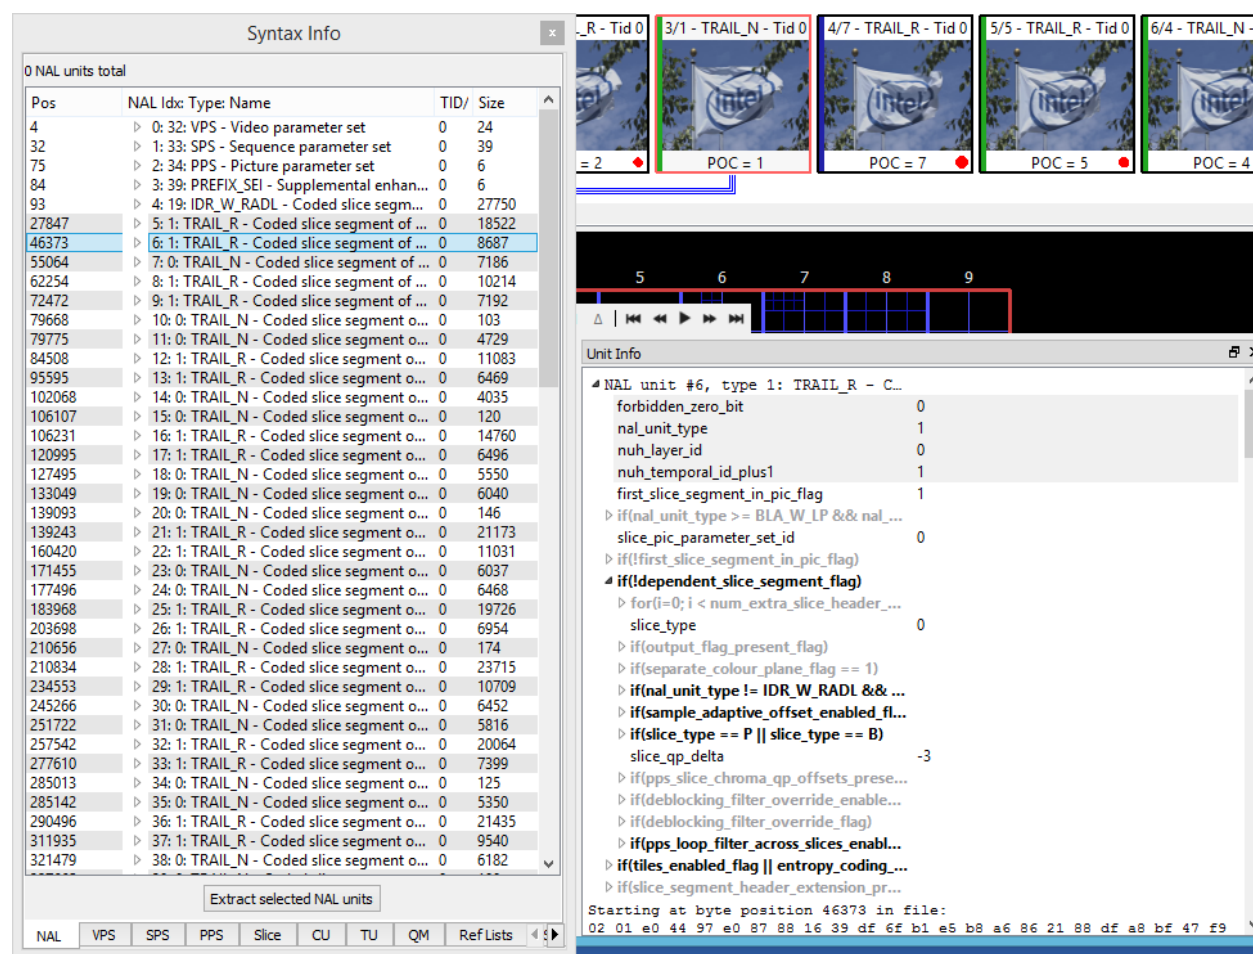 Syntax Info
x
0 NAL units total
Pos NAL Idx: Type: Name TID/ Size
4 0: 32: VPS - Video parameter set 0 24
32 1: 33: SPS - Sequence parameter set 0 39
75 2: 34: PPS - Picture parameter set 0 6
84 3: 39: PREFIX_SEI - Supplemental enhan... 0 6
93 4: 19: IDR_W_RADL - Coded slice segm... 0 27750
27847 5: 1: TRAIL_R - Coded slice segment of ... 0 18522
46373 6: 1: TRAIL_R - Coded slice segment of ... 0 8687
55064 7: 0: TRAIL_N - Coded slice segment of ... 0 7186
62254 8: 1: TRAIL_R - Coded slice segment of ... 0 10214
72472 9: 1: TRAIL_R - Coded slice segment of ... 0 7192
79668 10: 0: TRAIL_N - Coded slice segment o... 0 103
79775 11: 0: TRAIL_N - Coded slice segment o... 0 4729
84508 12: 1: TRAIL_R - Coded slice segment o... 0 11083
95595 13: 1: TRAIL_R - Coded slice segment o... 0 6469
102068 14: 0: TRAIL_N - Coded slice segment o... 0 4035
106107 15: 0: TRAIL_N - Coded slice segment o... 0 120
106231 16: 1: TRAIL_R - Coded slice segment o... 0 14760
120995 17: 1: TRAIL_R - Coded slice segment o... 0 6496
127495 18: 0: TRAIL_N - Coded slice segment o... 0 5550
133049 19: 0: TRAIL_N - Coded slice segment o... 0 6040
139093 20: 0: TRAIL_N - Coded slice segment o... 0 146
139243 21: 1: TRAIL_R - Coded slice segment o... 0 21173
160420 22: 1: TRAIL_R - Coded slice segment o... 0 11031
171455 23: 0: TRAIL_N - Coded slice segment o... 0 6037
177496 24: 0: TRAIL_N - Coded slice segment o... 0 6468
183968 25: 1: TRAIL_R - Coded slice segment o... 0 19726
203698 26: 1: TRAIL_R - Coded slice segment o... 0 6954
210656 27: 0: TRAIL_N - Coded slice segment o... 0 174
210834 28: 1: TRAIL_R - Coded slice segment o... 0 23715
234553 29: 1: TRAIL_R - Coded slice segment o... 0 10709
245266 30: 0: TRAIL_N - Coded slice segment o... 0 6452
251722 31: 0: TRAIL_N - Coded slice segment o... 0 5816
257542 32: 1: TRAIL_R - Coded slice segment o... 0 20064
277610 33: 1: TRAIL_R - Coded slice segment o... 0 7399
285013 34: 0: TRAIL_N - Coded slice segment o... 0 125
285142 35: 0: TRAIL_N - Coded slice segment o... 0 5350
290496 36: 1: TRAIL_R - Coded slice segment o... 0 21435
311935 37: 1: TRAIL_R - Coded slice segment o... 0 9540
321479 38: 0: TRAIL_N - Coded slice segment o... 0 6182
Extract selected NAL units
NAL VPS SPS PPS Slice CU TU QM Ref Lists
_R - Tid 0 3/1 - TRAIL_N - Tid 0 4/7 - TRAIL_R - Tid 0 5/5 - TRAIL_R - Tid 0 6/4 - TRAIL_N -
intel intel intel intel
= 2 POC = 1 POC = 7 POC = 5 POC = 4
5 6 7 8 9
Unit Info
NAL unit #6, type 1: TRAIL_R - C...
forbidden_zero_bit 0
nal_unit_type 1
nuh_layer_id 0
nuh_temporal_id_plus1 1
first_slice_segment_in_pic_flag 1
if(nal_unit_type >= BLA_W_LP && nal_...
slice_pic_parameter_set_id 0
if(!first_slice_segment_in_pic_flag)
if(!dependent_slice_segment_flag)
for(i=0; i < num_extra_slice_header_...
slice_type 0
if(output_flag_present_flag)
if(separate_colour_plane_flag == 1)
if(nal_unit_type != IDR_W_RADL && ...
if(sample_adaptive_offset_enabled_fl...
if(slice_type == P || slice_type == B)
slice_qp_delta -3
if(pps_slice_chroma_qp_offsets_prese...
if(deblocking_filter_override_enable...
if(deblocking_filter_override_flag)
if(pps_loop_filter_across_slices_enabl...
if(tiles_enabled_flag || entropy_coding_...
if(slice_segment_header_extension_pr...
Starting at byte position 46373 in file:
02 01 e0 44 97 e0 87 88 16 39 df 6f b1 e5 b8 a6 86 21 88 df a8 bf 47 f9